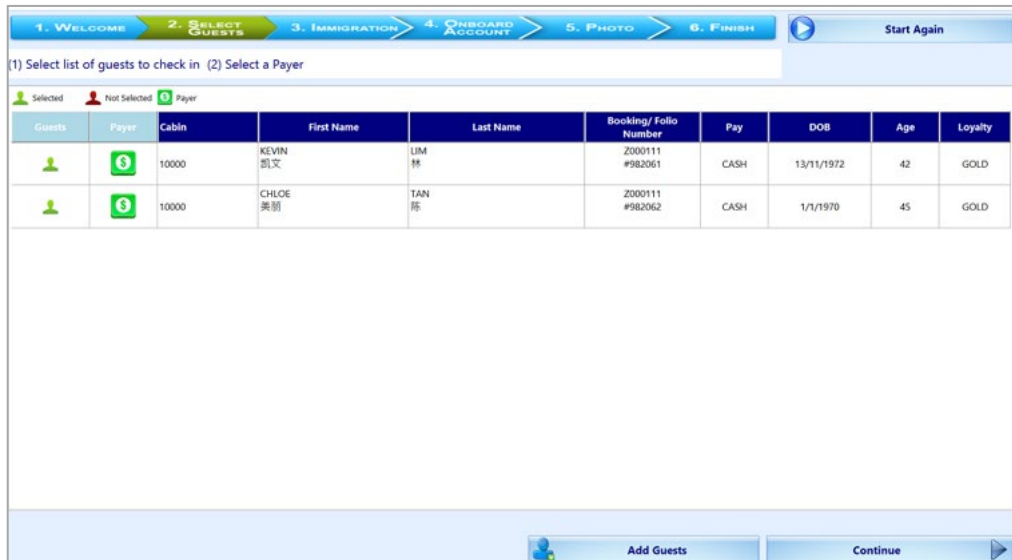 1. WELCOME 2. SELECT GUESTS 3. IMMIGRATION 4. ONBOARD ACCOUNT 5. PHOTO 6. FINISH Start Again
(1) Select list of guests to check in (2) Select a Payer
Selected Not Selected Payer
Guests Payer Cabin First Name Last Name Booking/ Folio Number Pay DOB Age Loyalty
10000 KEVIN LIM Z000111 CASH 13/11/1972 42 GOLD
凯文 林 #982061
10000 CHLOE TAN Z000111 CASH 1/1/1970 45 GOLD
美丽 陈 #982062
Add Guests Continue